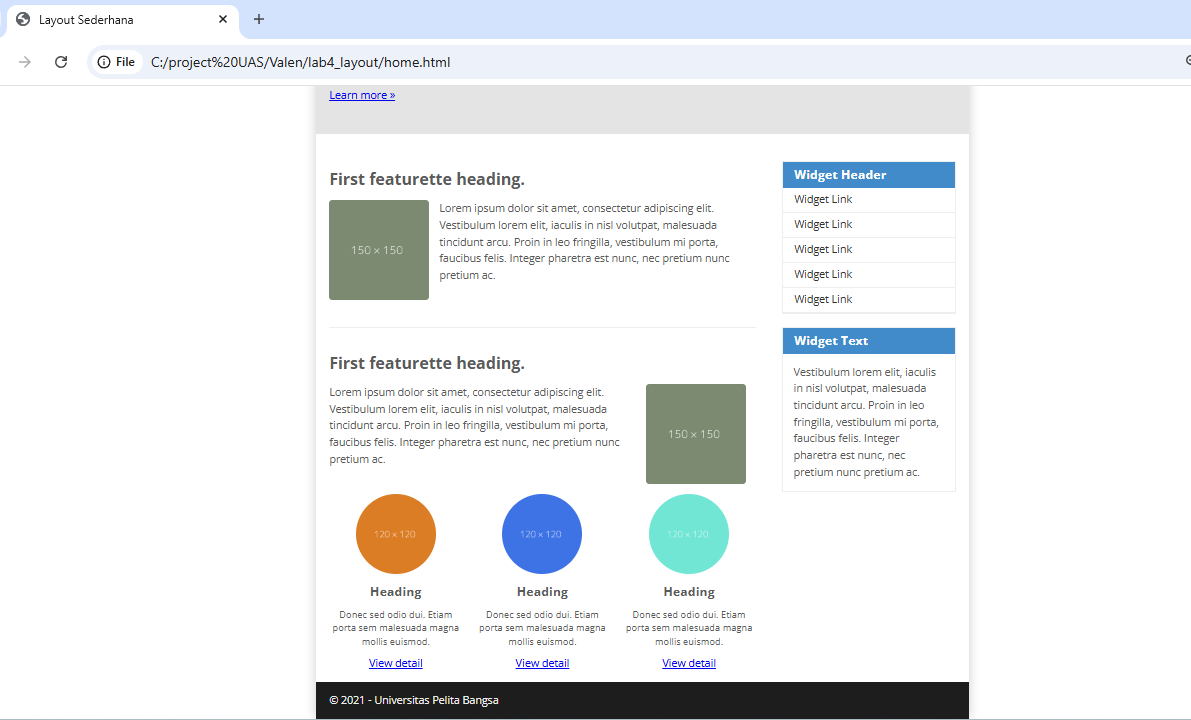 Layout Sederhana
File
C:/project%20UAS/Valen/lab4_layout/home.html
Learn more »
First featurette heading.
150 × 150
Lorem ipsum dolor sit amet, consectetur adipiscing elit.
Vestibulum lorem elit, iaculis in nisl volutpat, malesuada
tincidunt arcu. Proin in leo fringilla, vestibulum mi porta,
faucibus felis. Integer pharetra est nunc, nec pretium nunc
pretium ac.
First featurette heading.
Lorem ipsum dolor sit amet, consectetur adipiscing elit.
Vestibulum lorem elit, iaculis in nisl volutpat, malesuada
tincidunt arcu. Proin in leo fringilla, vestibulum mi porta,
faucibus felis. Integer pharetra est nunc, nec pretium nunc
pretium ac.
150 × 150
120 × 120
Heading
Donec sed odio dui. Etiam
porta sem malesuada magna
mollis euismod.
View detail
120 × 120
Heading
Donec sed odio dui. Etiam
porta sem malesuada magna
mollis euismod.
View detail
120 × 120
Heading
Donec sed odio dui. Etiam
porta sem malesuada magna
mollis euismod.
View detail
Widget Header
Widget Link
Widget Link
Widget Link
Widget Link
Widget Link
Widget Text
Vestibulum lorem elit, iaculis
in nisl volutpat, malesuada
tincidunt arcu. Proin in leo
fringilla, vestibulum mi porta,
faucibus felis. Integer
pharetra est nunc, nec
pretium nunc pretium ac.
© 2021 - Universitas Pelita Bangsa